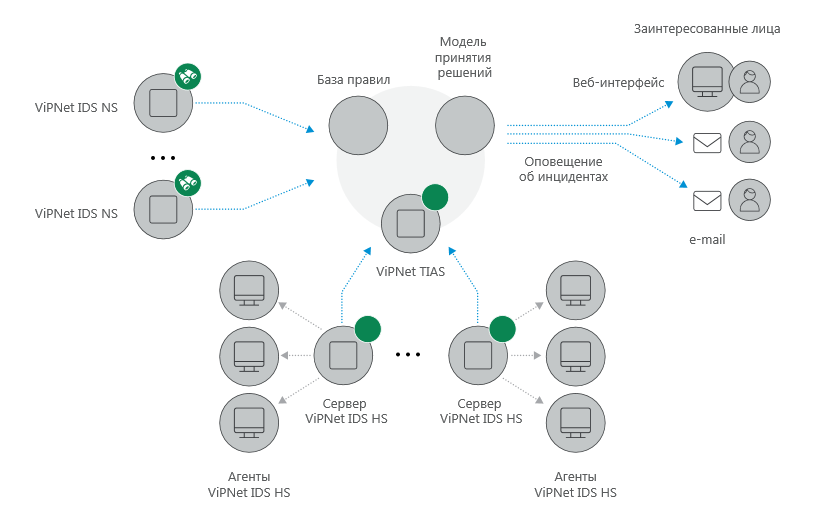 Заинтересованные лица
Модель
принятия
решений
База правил
Веб-интерфейс
ViPNet IDS NS
Оповещение
об инцидентах
ViPNet IDS NS
e-mail
ViPNet TIAS
Сервер
ViPNet IDS HS
Сервер
ViPNet IDS HS
Агенты
ViPNet IDS HS
Агенты
ViPNet IDS HS